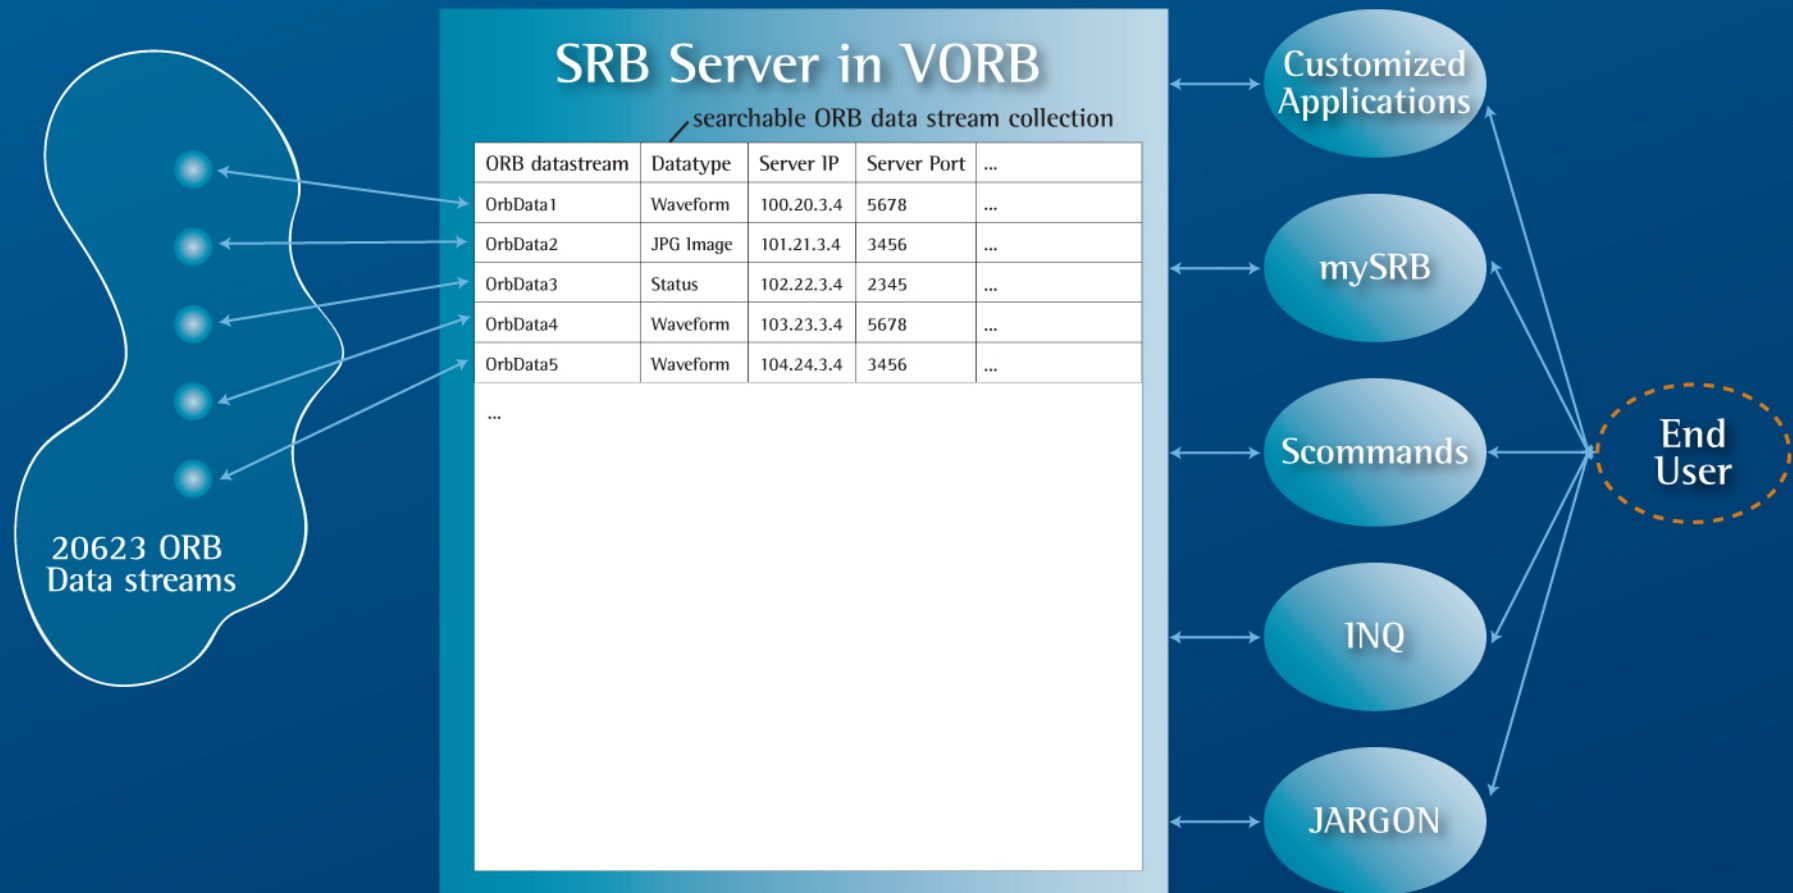 SRB Server in VORB
searchable ORB data stream collection
ORB datastream Datatype Server IP Server Port ...
OrbData1 Waveform 100.20.3.4 5678 ...
OrbData2 JPG Image 101.21.3.4 3456 ...
OrbData3 Status 102.22.3.4 2345 ...
OrbData4 Waveform 103.23.3.4 5678 ...
OrbData5 Waveform 104.24.3.4 3456 ...
...
20623 ORB
Data streams
Customized
Applications
mySRB
Scommands
INQ
JARGON
End
User